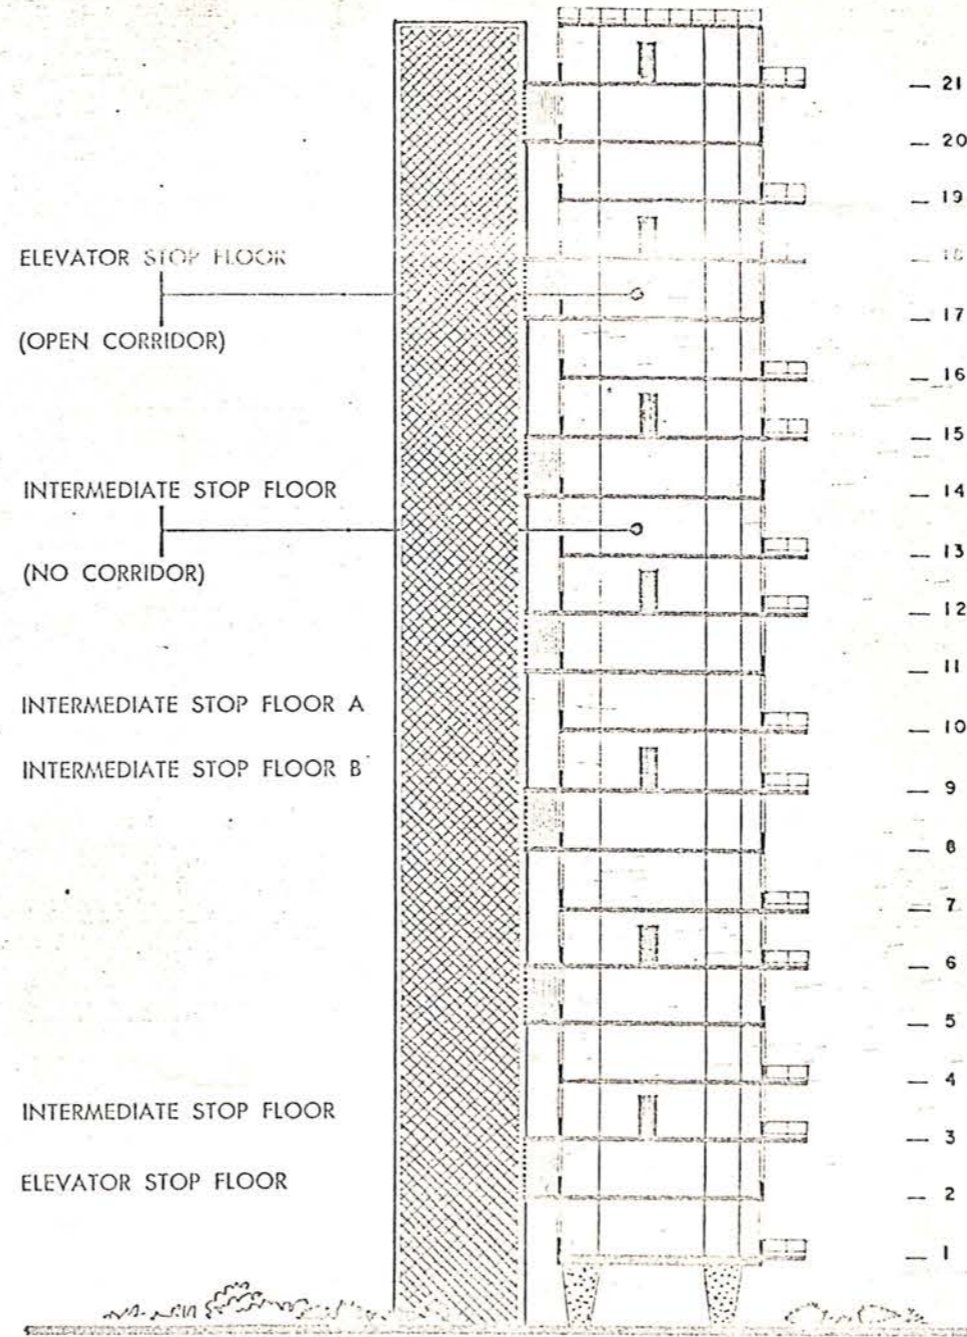 21
20
19
ELEVATOR STOP FLOOR
18
17
(OPEN CORRIDOR)
16
15
INTERMEDIATE STOP FLOOR
14
13
(NO CORRIDOR)
12
11
INTERMEDIATE STOP FLOOR A
10
INTERMEDIATE STOP FLOOR B
9
8
7
6
5
4
INTERMEDIATE STOP FLOOR
3
ELEVATOR STOP FLOOR
2
1